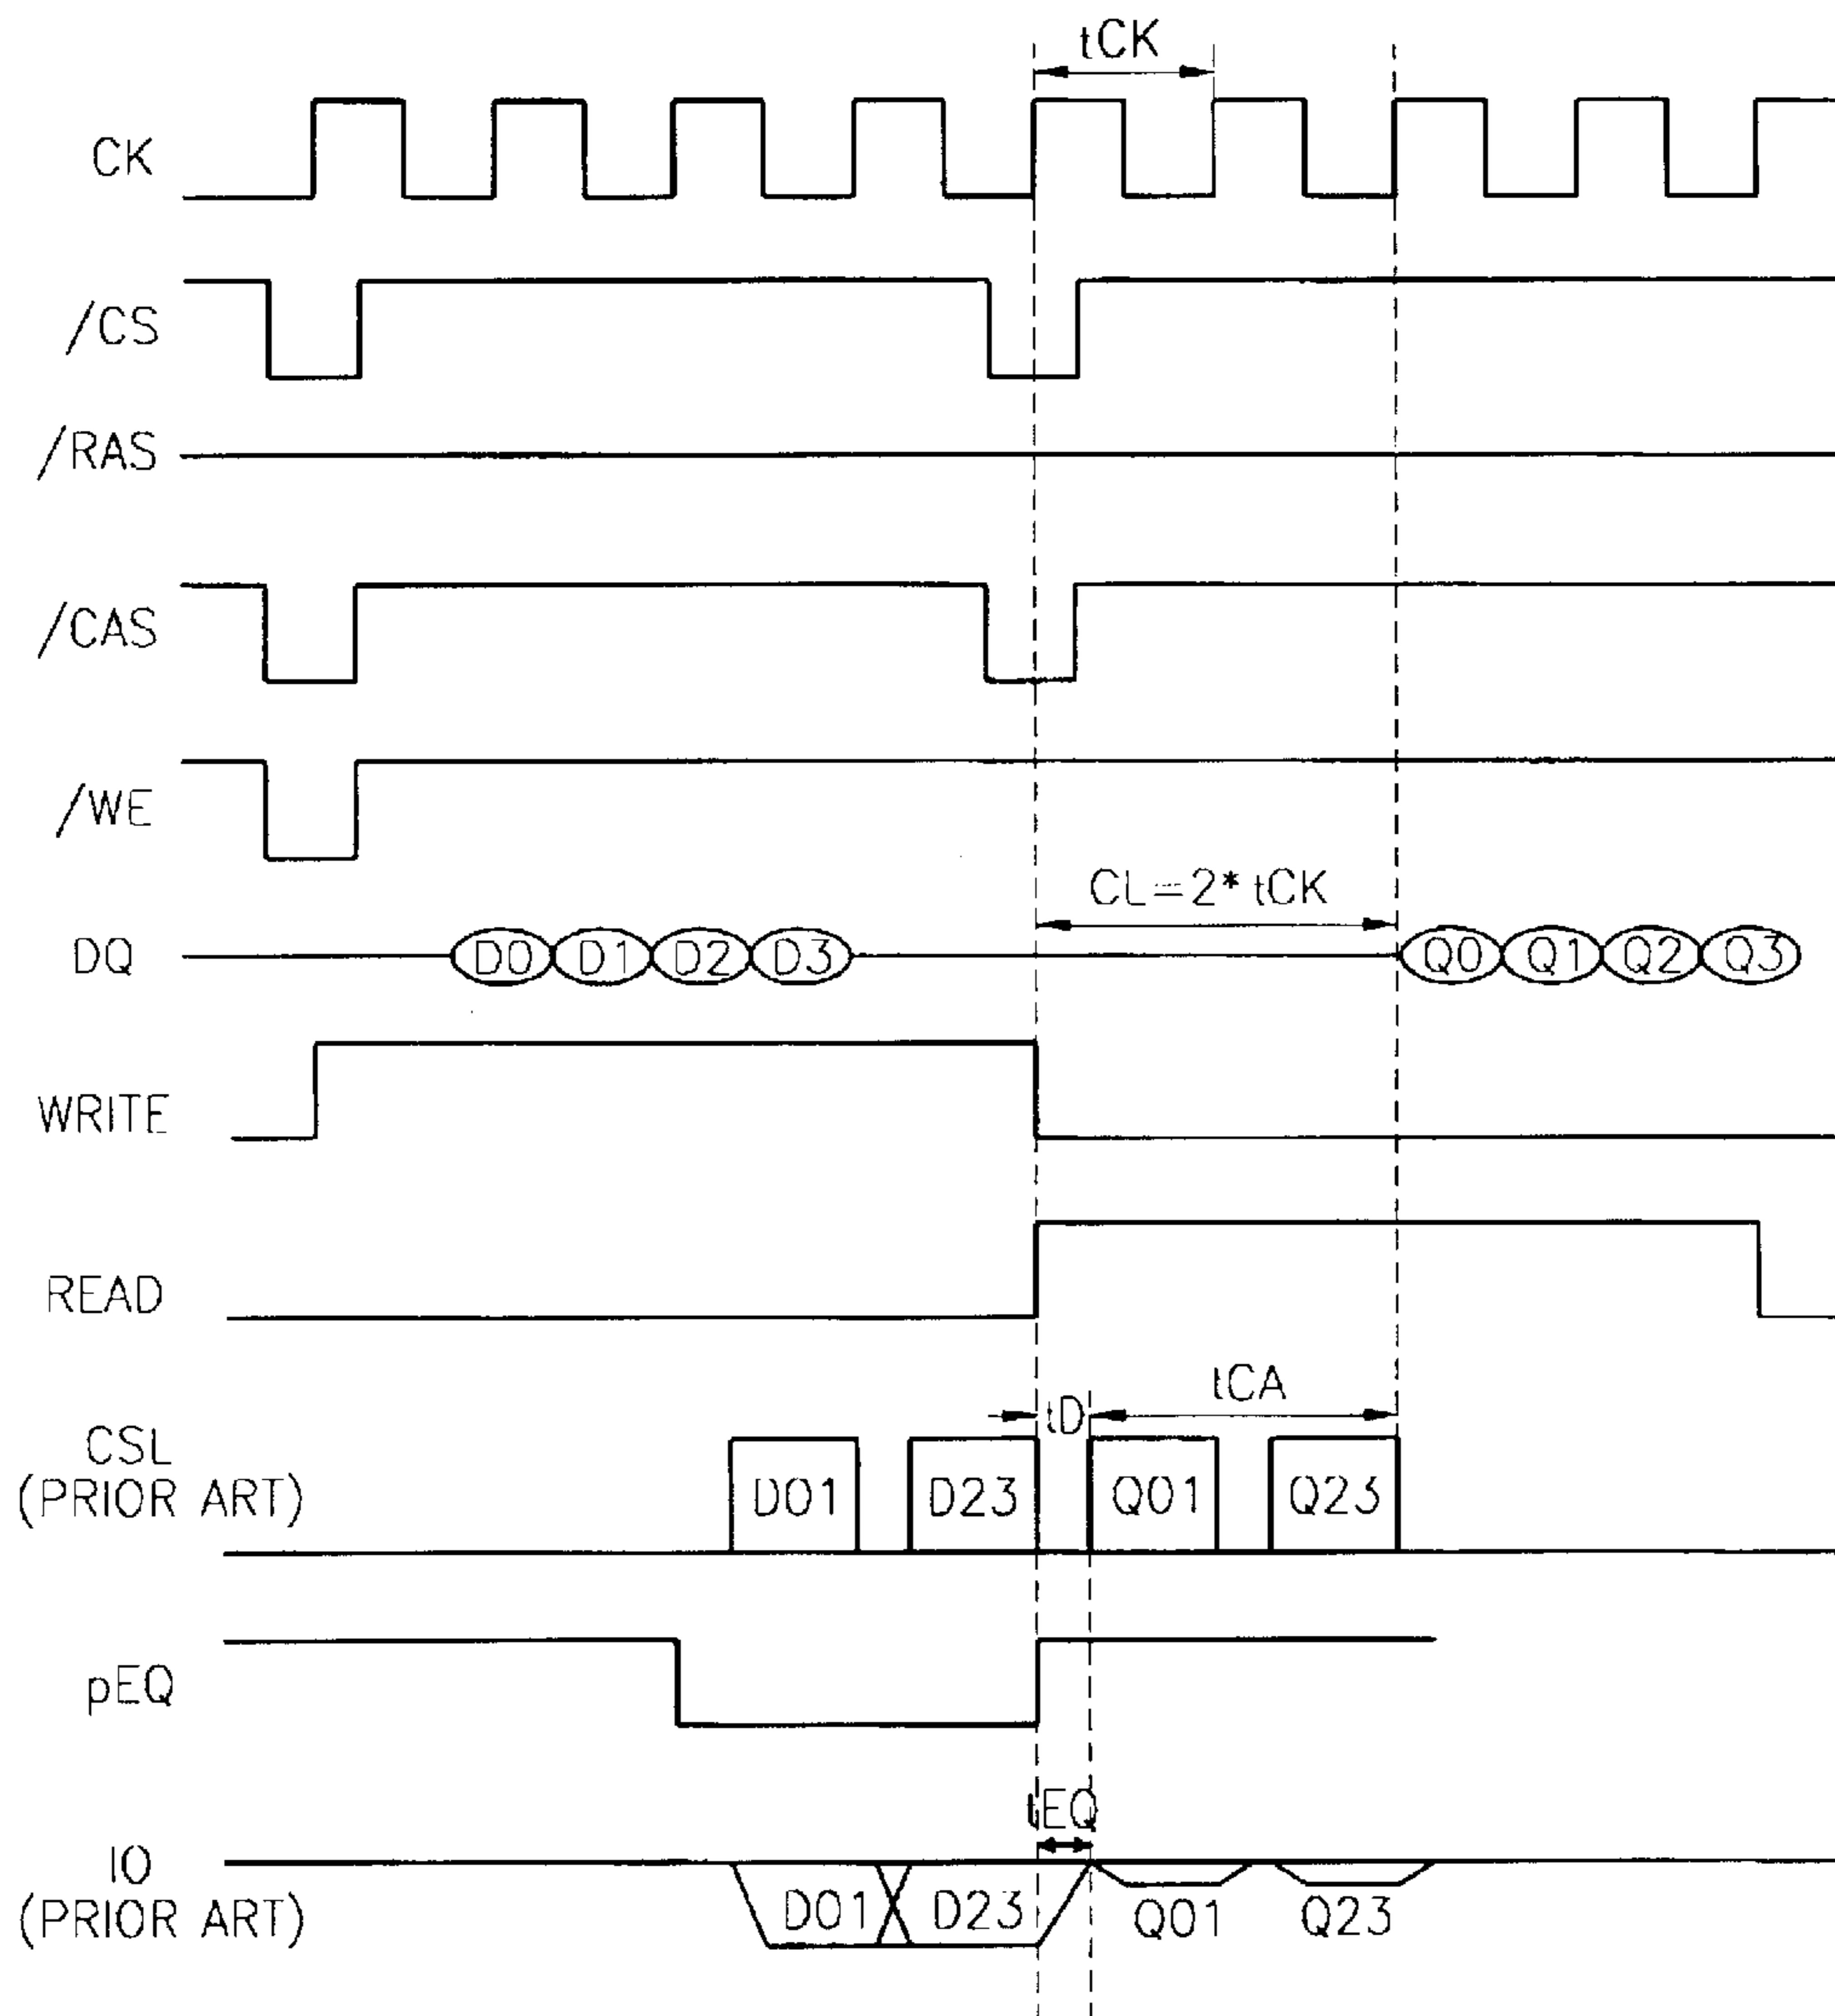 tCK
CK
/CS
/RAS
/CAS
/WE
CL=2*tCK
DQ D0 D1 D2 D3 Q0 Q1 Q2 Q3
WRITE
READ
tD tCA
CSL
(PRIOR ART)
D01 D23 Q01 Q23
pEQ
tEQ
IO
(PRIOR ART)
D01 D23 Q01 Q23